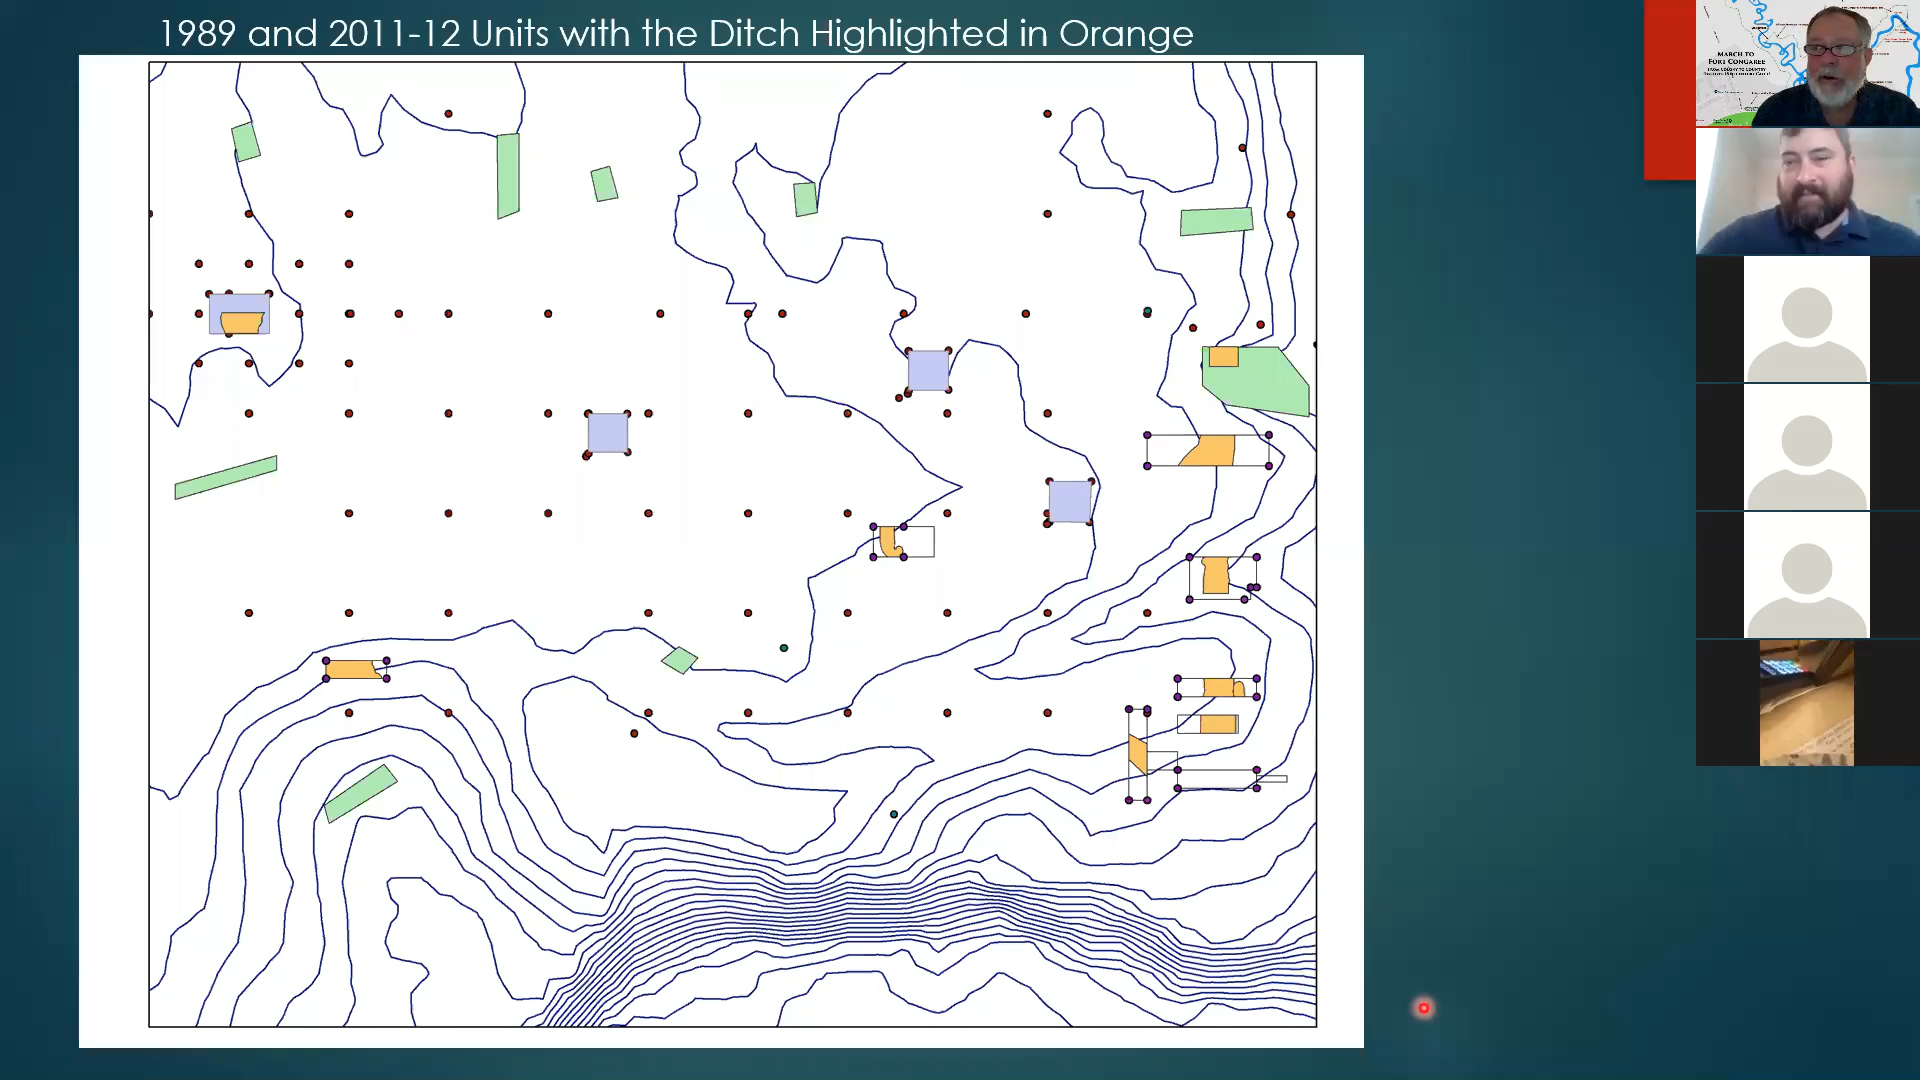 1989 and 2011-12 Units with the Ditch Highlighted in Orange
MARCH TO
FORT CONGAREE